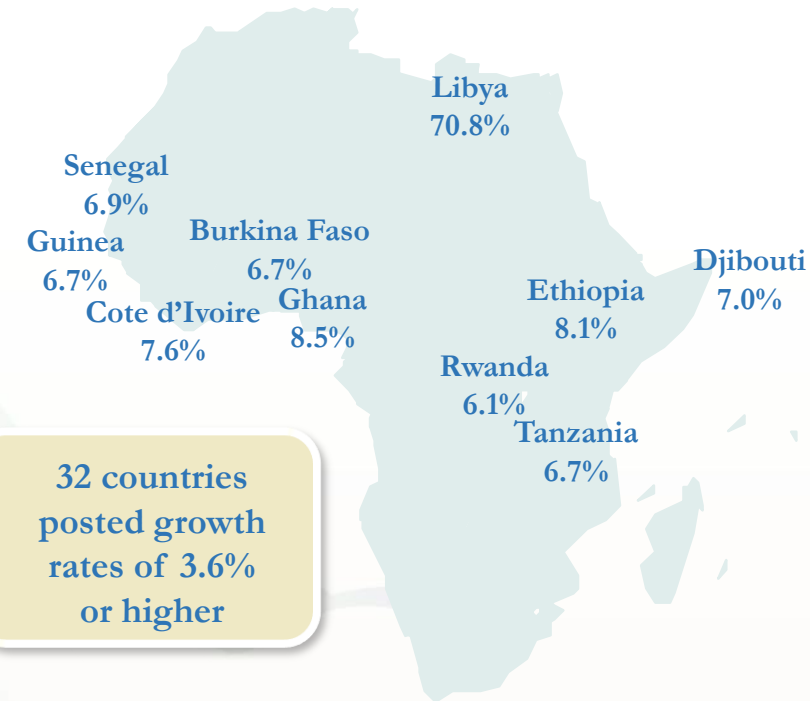 Libya
70.8%
Senegal
6.9%
Guinea
6.7%
Burkina Faso
6.7%
Cote d’Ivoire
7.6%
Ghana
8.5%
Ethiopia
8.1%
Djibouti
7.0%
Rwanda
6.1%
Tanzania
6.7%
32 countries
posted growth
rates of 3.6%
or higher